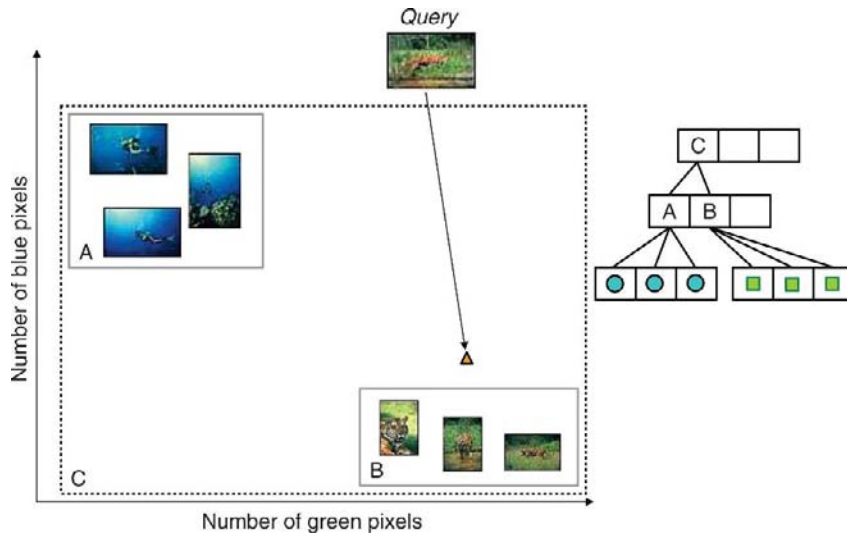 Query
Number of blue pixels
A
B
C
Number of green pixels
C
A B